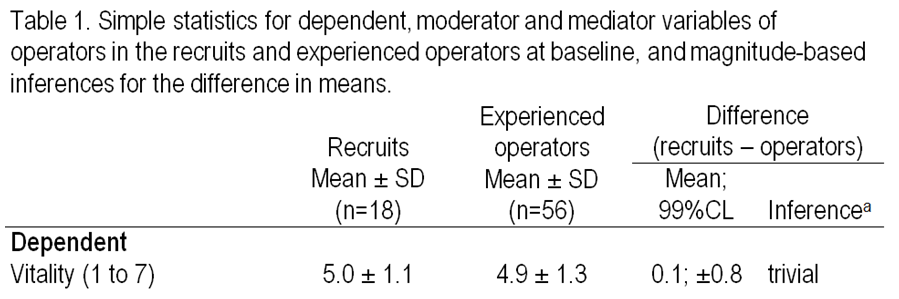 Table 1. Simple statistics for dependent, moderator and mediator variables of
operators in the recruits and experienced operators at baseline, and magnitude-based
inferences for the difference in means.
Recruits
Mean ± SD
(n=18)
Experienced
operators
Mean ± SD
(n=56)
Difference
(recruits – operators)
Mean;
99%CL
Inferenceª
Dependent
Vitality (1 to 7) 5.0 ± 1.1 4.9 ± 1.3 0.1; ±0.8 trivial